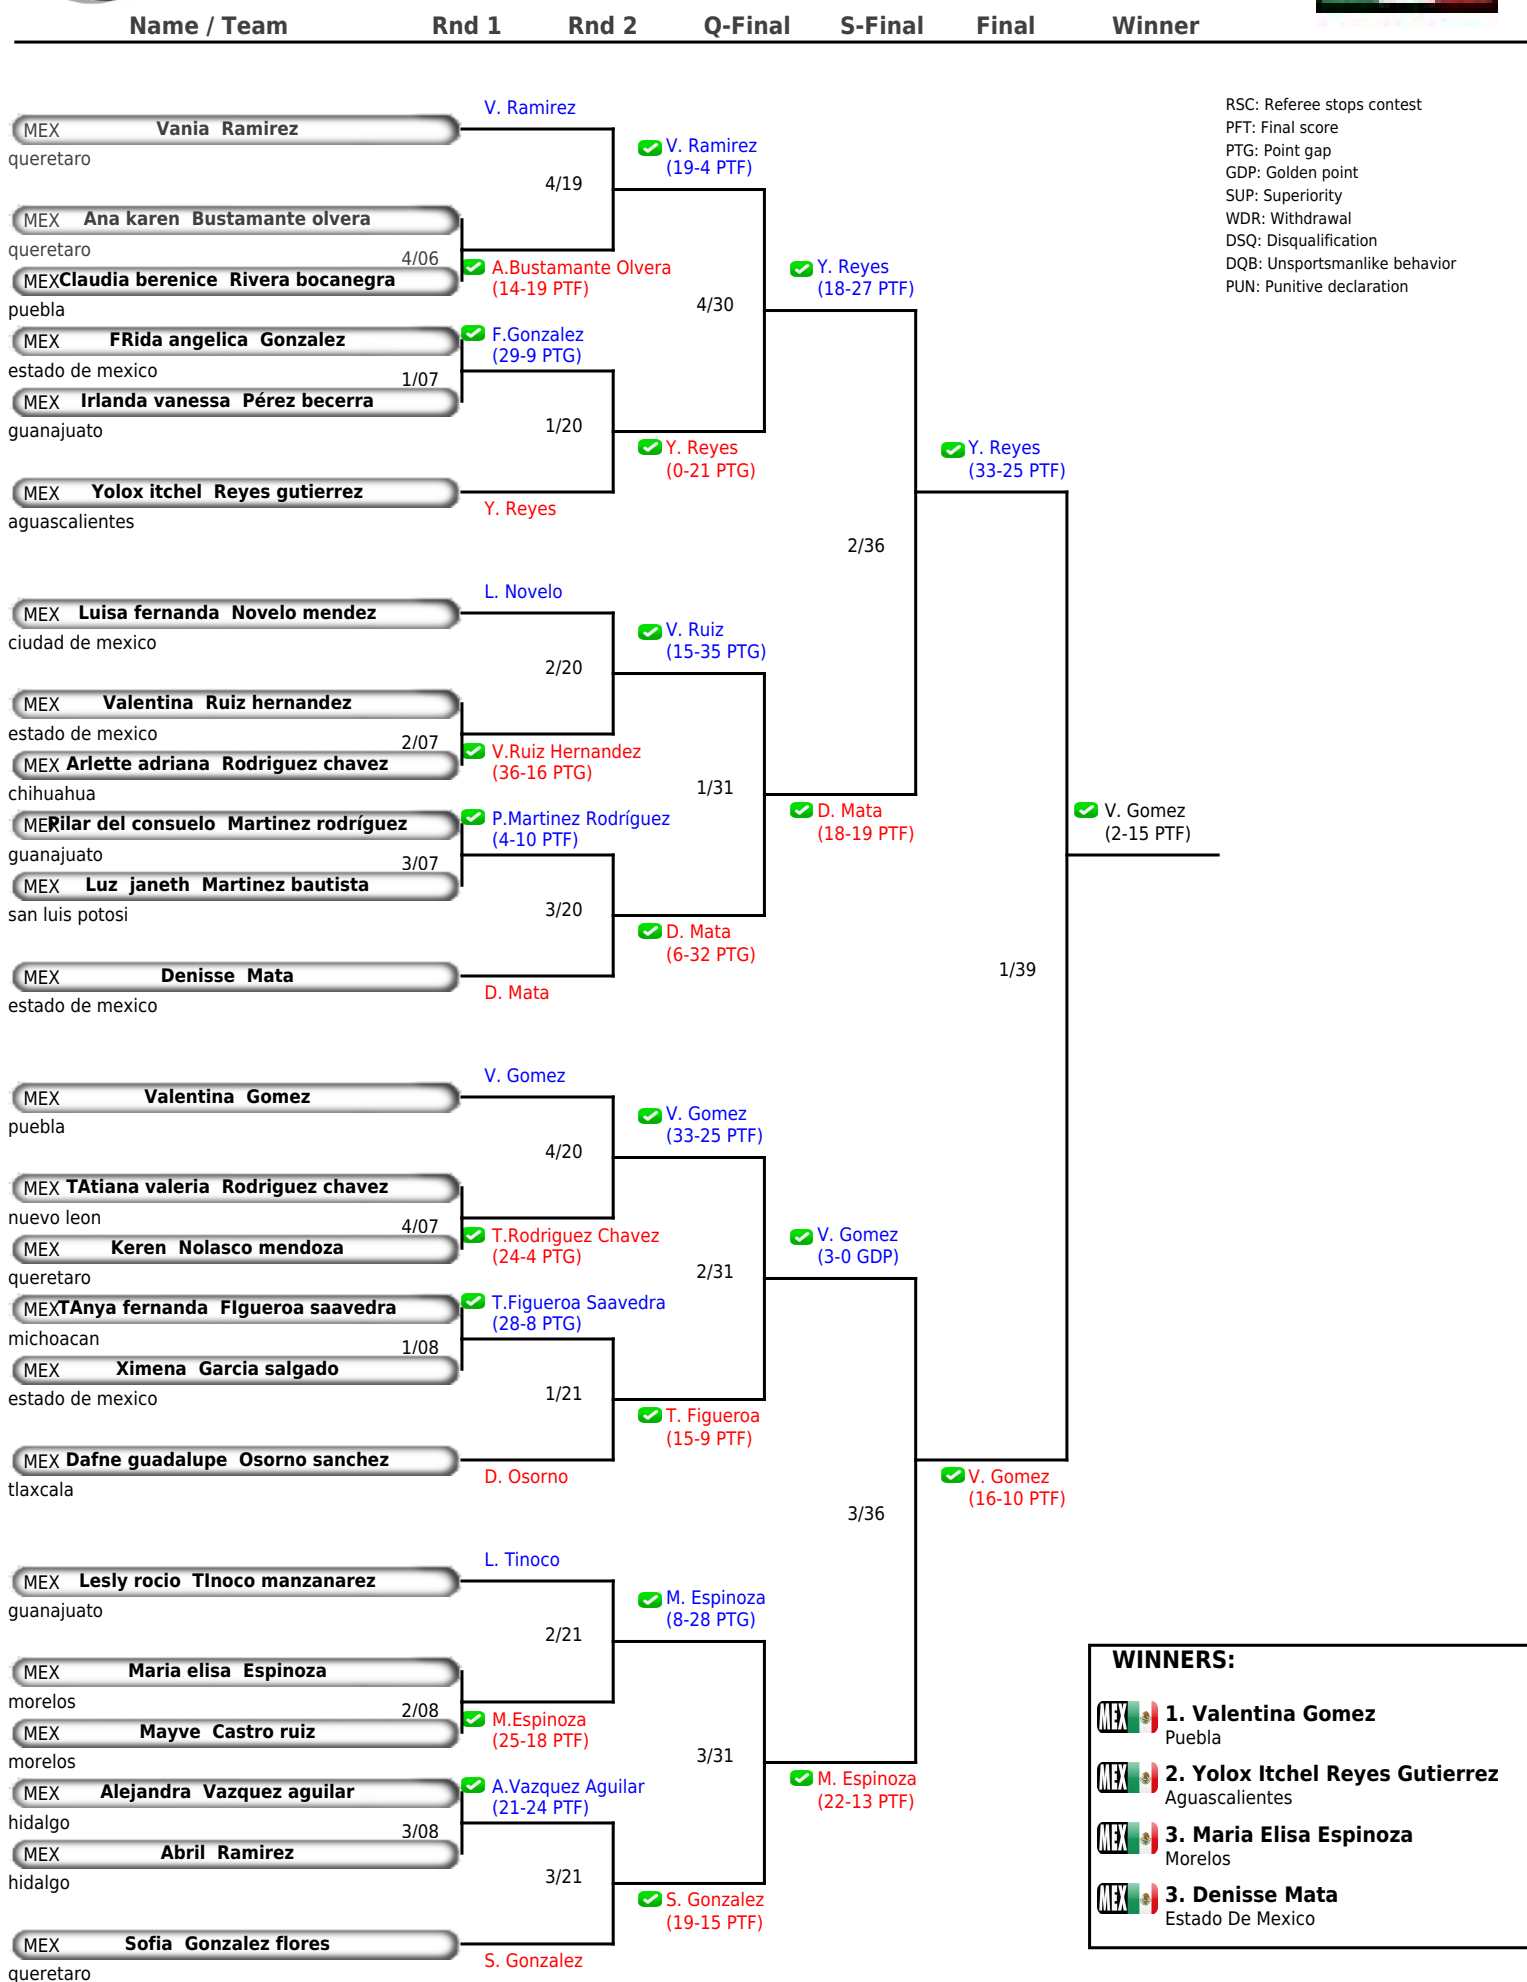 Name / Team Rnd 1 Rnd 2 Q-Final S-Final Final Winner
RSC: Referee stops contest
PFT: Final score
PTG: Point gap
GDP: Golden point
SUP: Superiority
WDR: Withdrawal
DSQ: Disqualification
DQB: Unsportsmanlike behavior
PUN: Punitive declaration
V. Ramirez
MEX Vania Ramirez
queretaro
V. Ramirez
(19-4 PTF)
4/19
MEX Ana karen Bustamante olvera
queretaro
4/06
A.Bustamante Olvera
(14-19 PTF)
MEX Claudia berenice Rivera bocanegra
puebla
Y. Reyes
(18-27 PTF)
4/30
MEX FRida angelica Gonzalez
estado de mexico
F.Gonzalez
(29-9 PTG)
1/07
MEX Irlanda vanessa Pérez becerra
guanajuato
1/20
Y. Reyes
(0-21 PTG)
Y. Reyes
(33-25 PTF)
MEX Yolox itchel Reyes gutierrez
aguascalientes
Y. Reyes
2/36
L. Novelo
MEX Luisa fernanda Novelo mendez
ciudad de mexico
V. Ruiz
(15-35 PTG)
2/20
MEX Valentina Ruiz hernandez
estado de mexico
2/07
V.Ruiz Hernandez
(36-16 PTG)
MEX Arlette adriana Rodriguez chavez
chihuahua
1/31
MEX Pilar del consuelo Martinez rodríguez
guanajuato
P.Martinez Rodríguez
(4-10 PTF)
D. Mata
(18-19 PTF)
V. Gomez
(2-15 PTF)
3/07
MEX Luz janeth Martinez bautista
san luis potosi
3/20
D. Mata
(6-32 PTG)
MEX Denisse Mata
estado de mexico
D. Mata
1/39
V. Gomez
MEX Valentina Gomez
puebla
V. Gomez
(33-25 PTF)
4/20
MEX TAtiana valeria Rodriguez chavez
nuevo leon
4/07
T.Rodriguez Chavez
(24-4 PTG)
MEX Keren Nolasco mendoza
queretaro
V. Gomez
(3-0 GDP)
2/31
MEX TAnya fernanda FIgueroa saavedra
michoacan
T.Figueroa Saavedra
(28-8 PTG)
1/08
MEX Ximena Garcia salgado
estado de mexico
1/21
T. Figueroa
(15-9 PTF)
MEX Dafne guadalupe Osorno sanchez
tlaxcala
D. Osorno
V. Gomez
(16-10 PTF)
3/36
L. Tinoco
MEX Lesly rocio TInoco manzanarez
guanajuato
M. Espinoza
(8-28 PTG)
2/21
MEX Maria elisa Espinoza
morelos
2/08
M.Espinoza
(25-18 PTF)
MEX Mayve Castro ruiz
morelos
3/31
MEX Alejandra Vazquez aguilar
hidalgo
A.Vazquez Aguilar
(21-24 PTF)
M. Espinoza
(22-13 PTF)
3/08
MEX Abril Ramirez
hidalgo
3/21
S. Gonzalez
(19-15 PTF)
MEX Sofia Gonzalez flores
queretaro
S. Gonzalez
WINNERS:
MEX 1. Valentina Gomez
Puebla
MEX 2. Yolox Itchel Reyes Gutierrez
Aguascalientes
MEX 3. Maria Elisa Espinoza
Morelos
MEX 3. Denisse Mata
Estado De Mexico